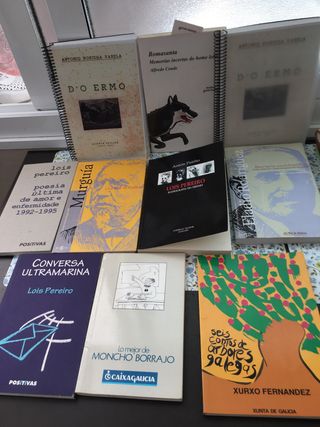 ANTONIO NORIEGA VARELA
D'O ERMO
Romasanta
Memorias incertas do home lobo
Alfredo Conde
ANTONIO NORIEGA VARELA
D'O ERMO
lois
pereiro
poesía
última
de amor e
enfermidade
1992-1995
POSITIVAS
Murguía
LOIS PEREIRO
CONVERSA
ULTRAMARINA
Lois Pereiro
POSITIVAS
Lo mejor de
MONCHO BORRAJO
CAIXAGALICIA
seis
contos de
árbores
galegas
XURXO FERNANDEZ
XUNTA DE GALICIA